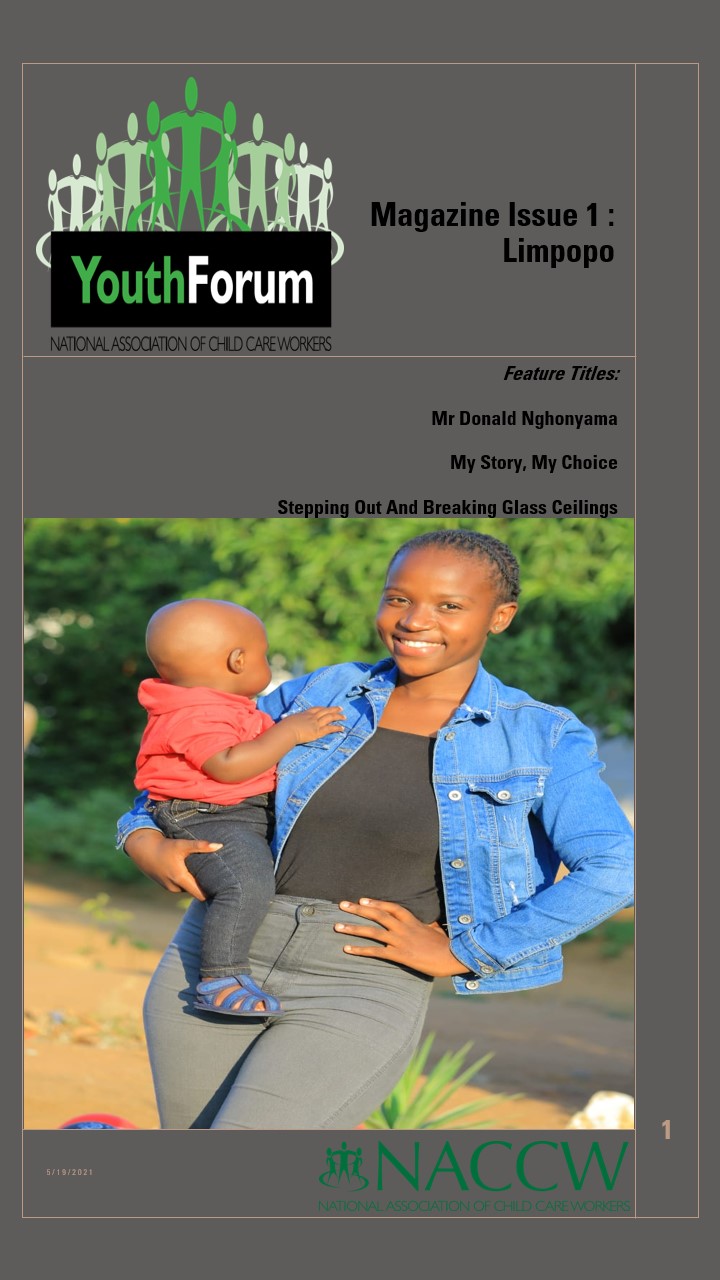 Magazine Issue 1 :
Limpopo
YouthForum
NATIONAL ASSOCIATION OF CHILD CARE WORKERS
Feature Titles:
Mr Donald Nghonyama
My Story, My Choice
Stepping Out And Breaking Glass Ceilings
1
5/19/2021
NACCW
NATIONAL ASSOCIATION OF CHILD CARE WORKERS